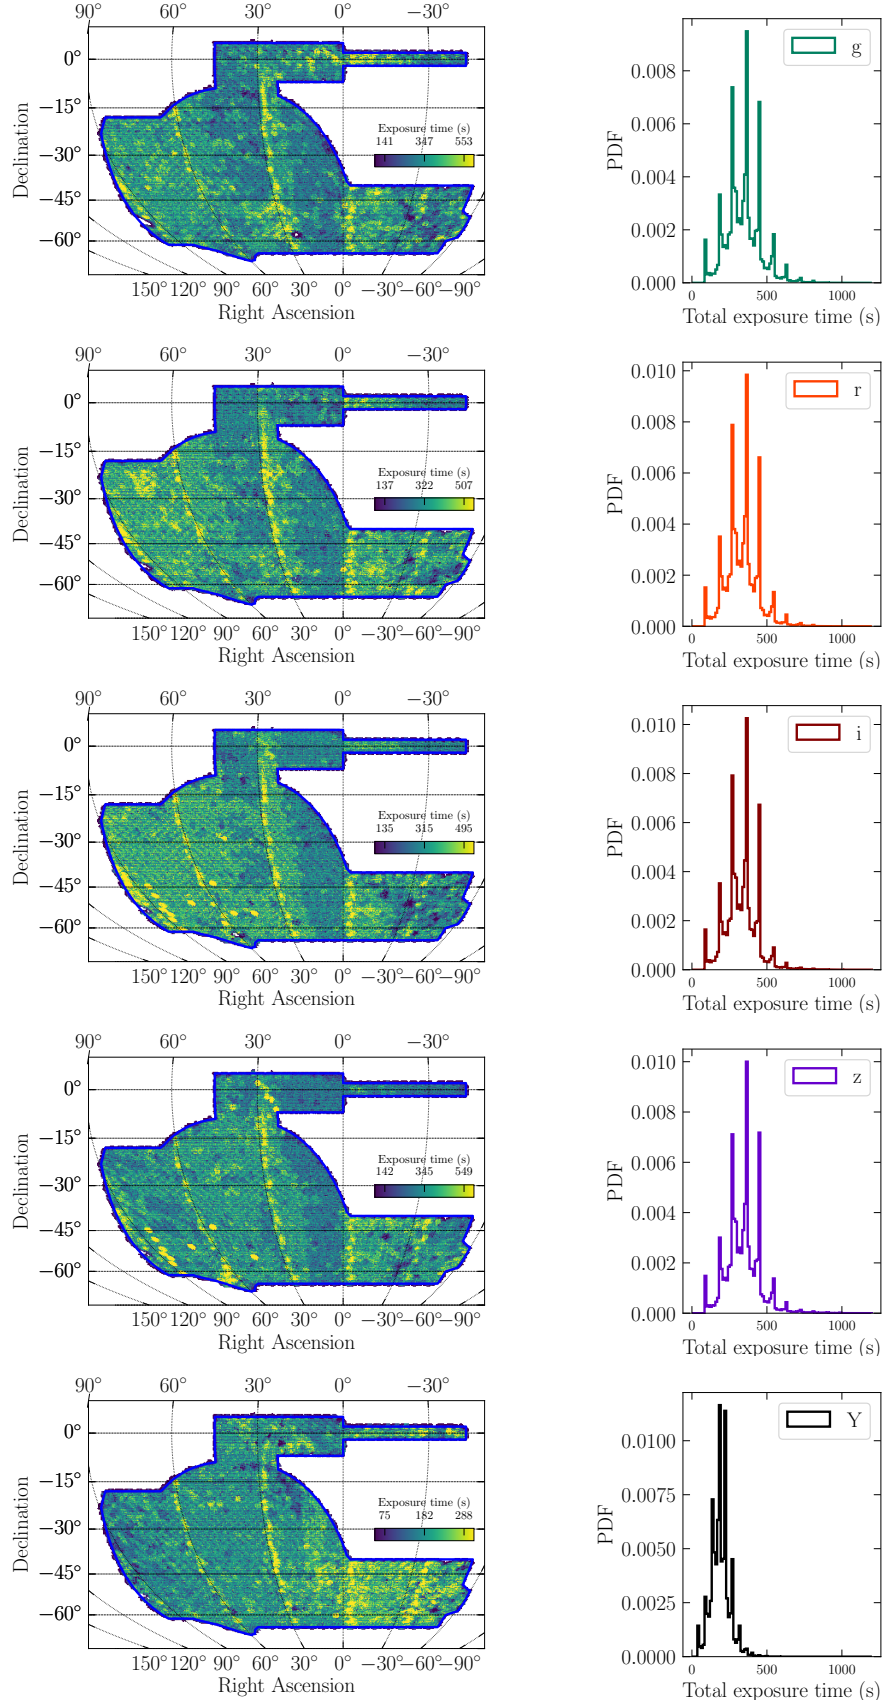 90° 60° 30° 0° −30°
0°
−15°
−30°
−45°
−60°
Declination
Exposure time (s)
141 347 553
150° 120° 90° 60° 30° 0° −30° −60° −90°
Right Ascension
g
0.008
0.006
0.004
0.002
0.000
PDF
0 500 1000
Total exposure time (s)
90° 60° 30° 0° −30°
0°
−15°
−30°
−45°
−60°
Declination
Exposure time (s)
137 322 507
150° 120° 90° 60° 30° 0° −30° −60° −90°
Right Ascension
r
0.010
0.008
0.006
0.004
0.002
0.000
PDF
0 500 1000
Total exposure time (s)
90° 60° 30° 0° −30°
0°
−15°
−30°
−45°
−60°
Declination
Exposure time (s)
135 315 495
150° 120° 90° 60° 30° 0° −30° −60° −90°
Right Ascension
i
0.010
0.008
0.006
0.004
0.002
0.000
PDF
0 500 1000
Total exposure time (s)
90° 60° 30° 0° −30°
0°
−15°
−30°
−45°
−60°
Declination
Exposure time (s)
142 345 549
150° 120° 90° 60° 30° 0° −30° −60° −90°
Right Ascension
z
0.010
0.008
0.006
0.004
0.002
0.000
PDF
0 500 1000
Total exposure time (s)
90° 60° 30° 0° −30°
0°
−15°
−30°
−45°
−60°
Declination
Exposure time (s)
75 182 288
150° 120° 90° 60° 30° 0° −30° −60° −90°
Right Ascension
Y
0.0100
0.0075
0.0050
0.0025
0.0000
PDF
0 500 1000
Total exposure time (s)